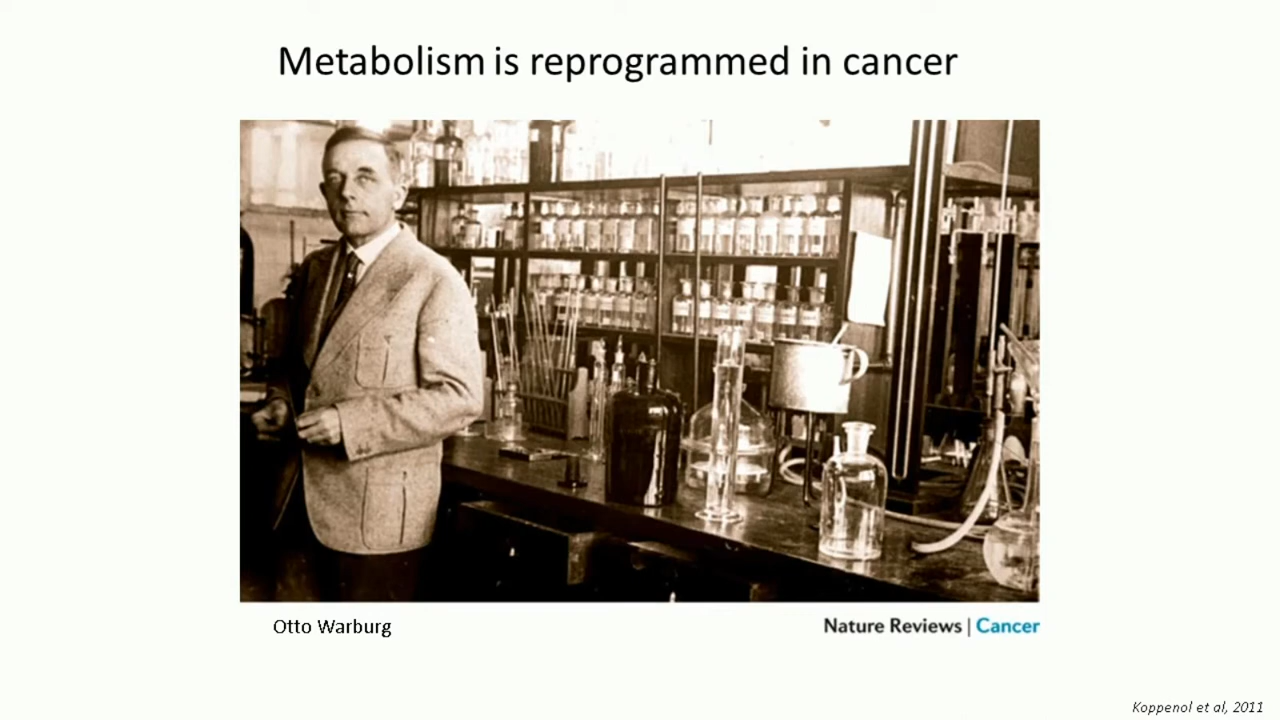 Metabolism is reprogrammed in cancer
Otto Warburg
Nature Reviews | Cancer
Koppenol et al, 2011